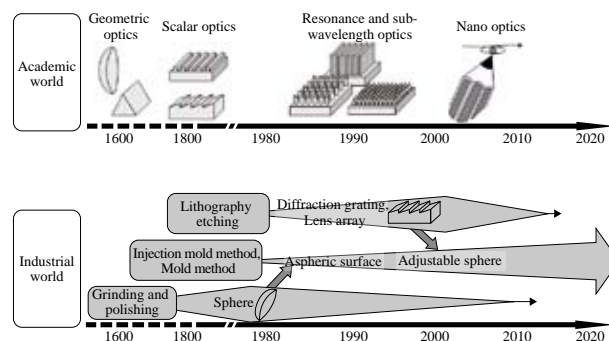 Geometric
optics
Scalar optics
Resonance and sub-
wavelength optics
Nano optics
Academic
world
1600
1800
1980
1990
2000
2010
2020
Lithography
etching
Diffraction grating,
Lens array
Industrial
world
Injection mold method,
Mold method
Aspheric surface
Adjustable sphere
Grinding and
polishing
Sphere
1600
1800
1980
1990
2000
2010
2020